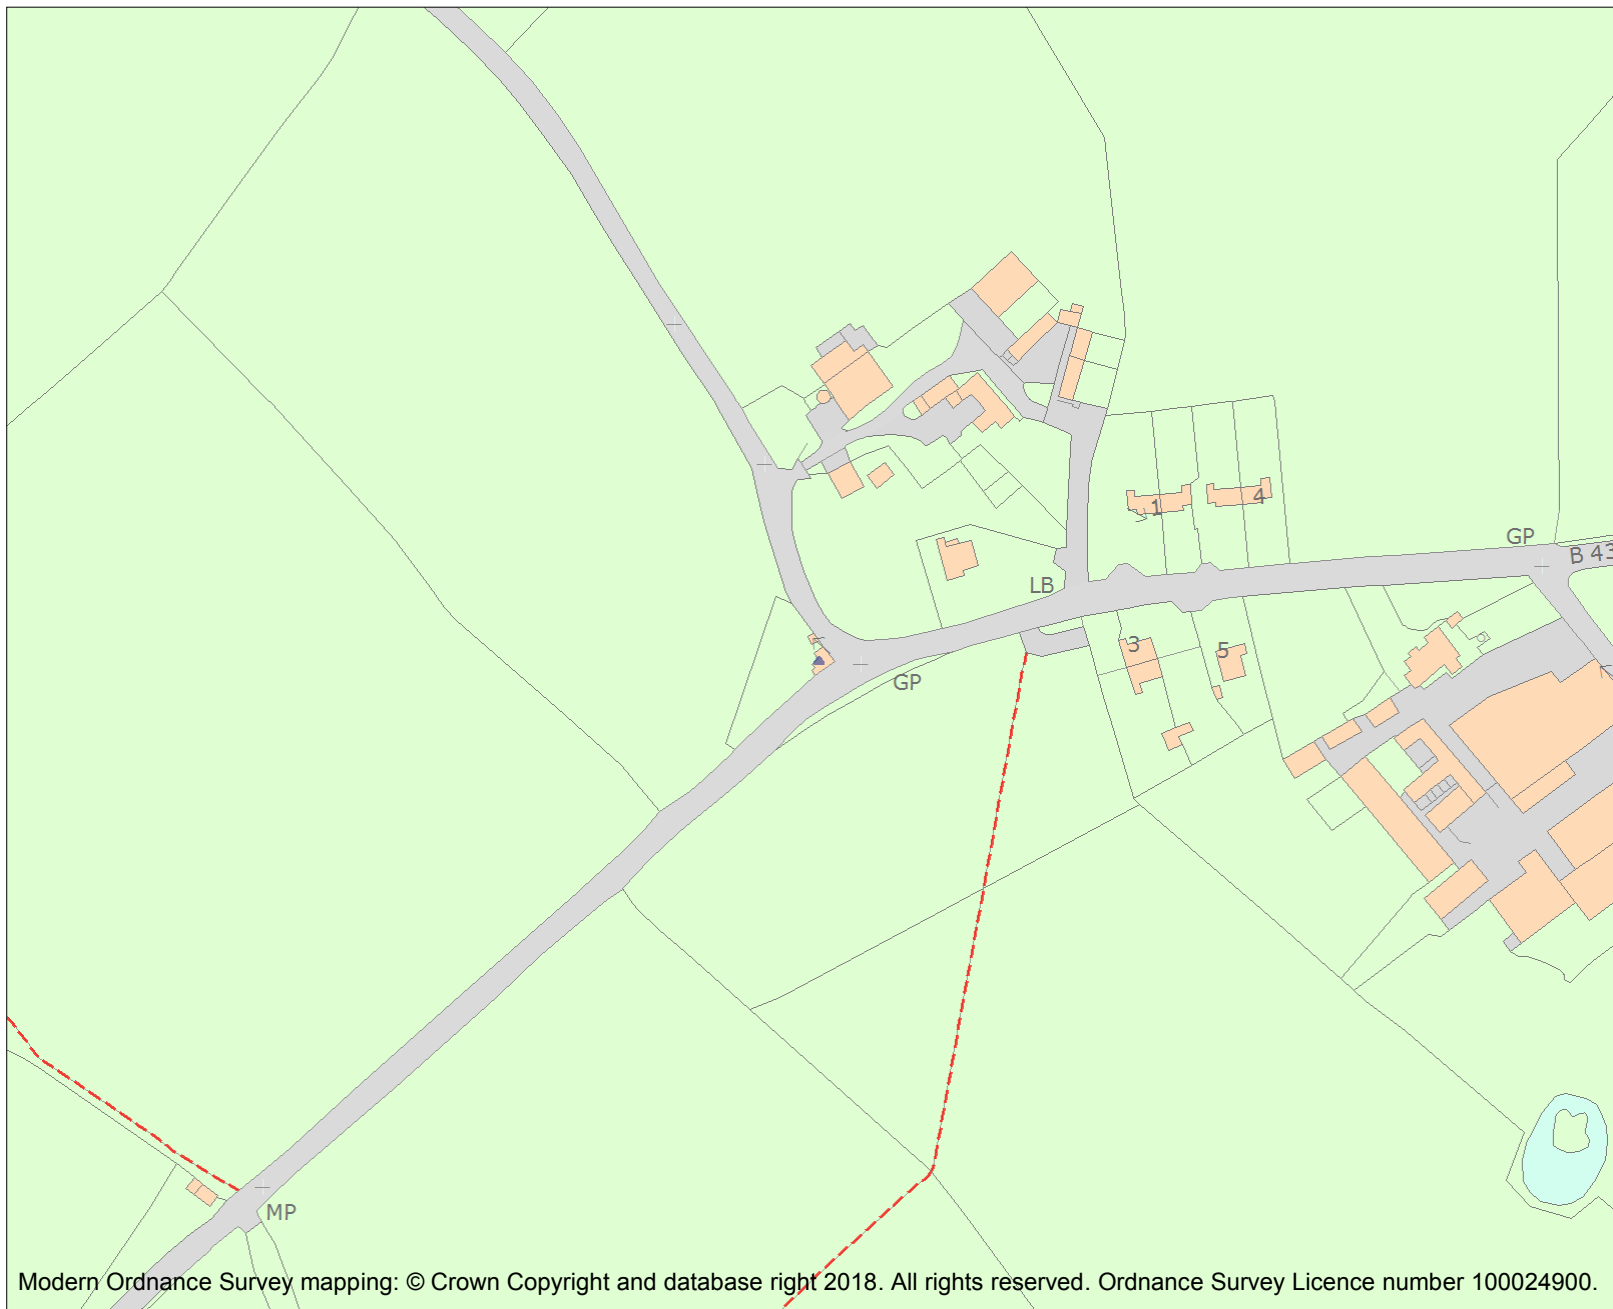 1
4
GP
B 43
LB
3
5
GP
MP
Modern Ordnance Survey mapping: © Crown Copyright and database right 2018. All rights reserved. Ordnance Survey Licence number 100024900.